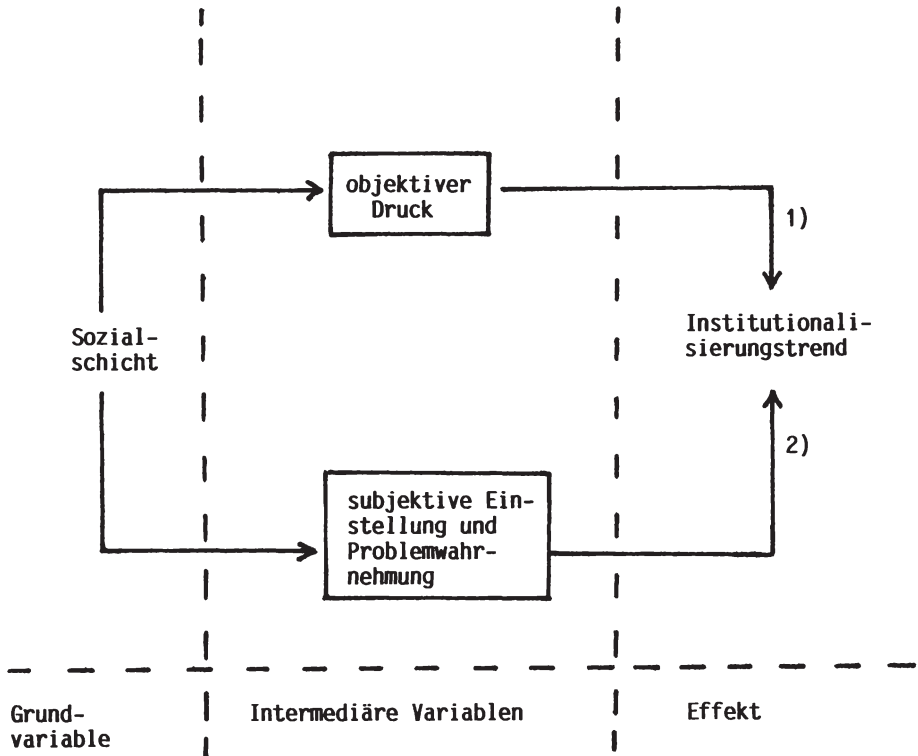 objektiver
Druck
1)
Sozial-
schicht
Institutionali-
sierungstrend
2)
subjektive Ein-
stellung und
Problemwahr-
nehmung
Grund-
variable
Intermediäre Variablen
Effekt